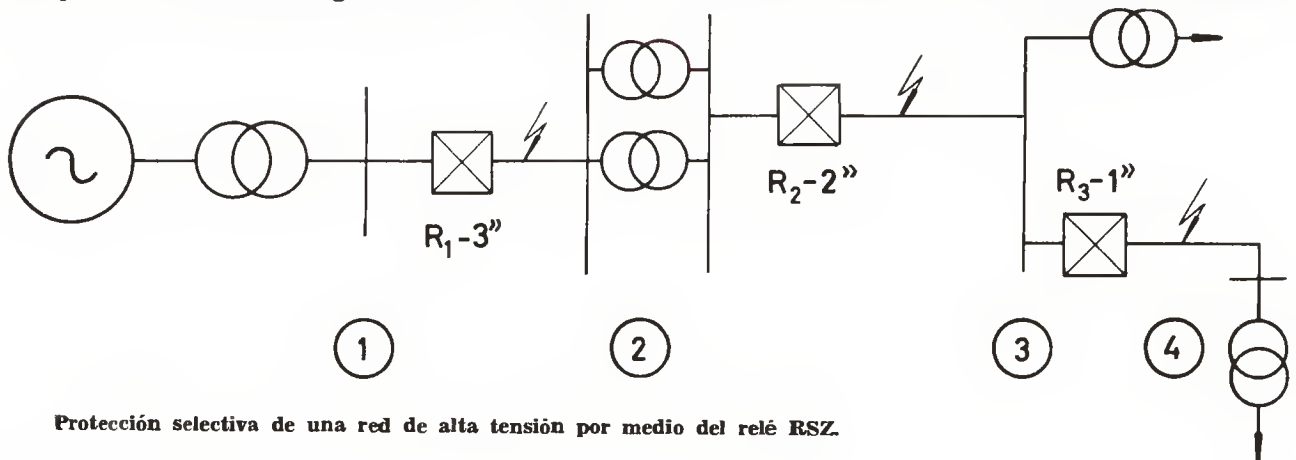 R₁-3”
R₂-2”
R₃-1”
1
2
3
4
Protección selectiva de una red de alta tensión por medio del relé RSZ.